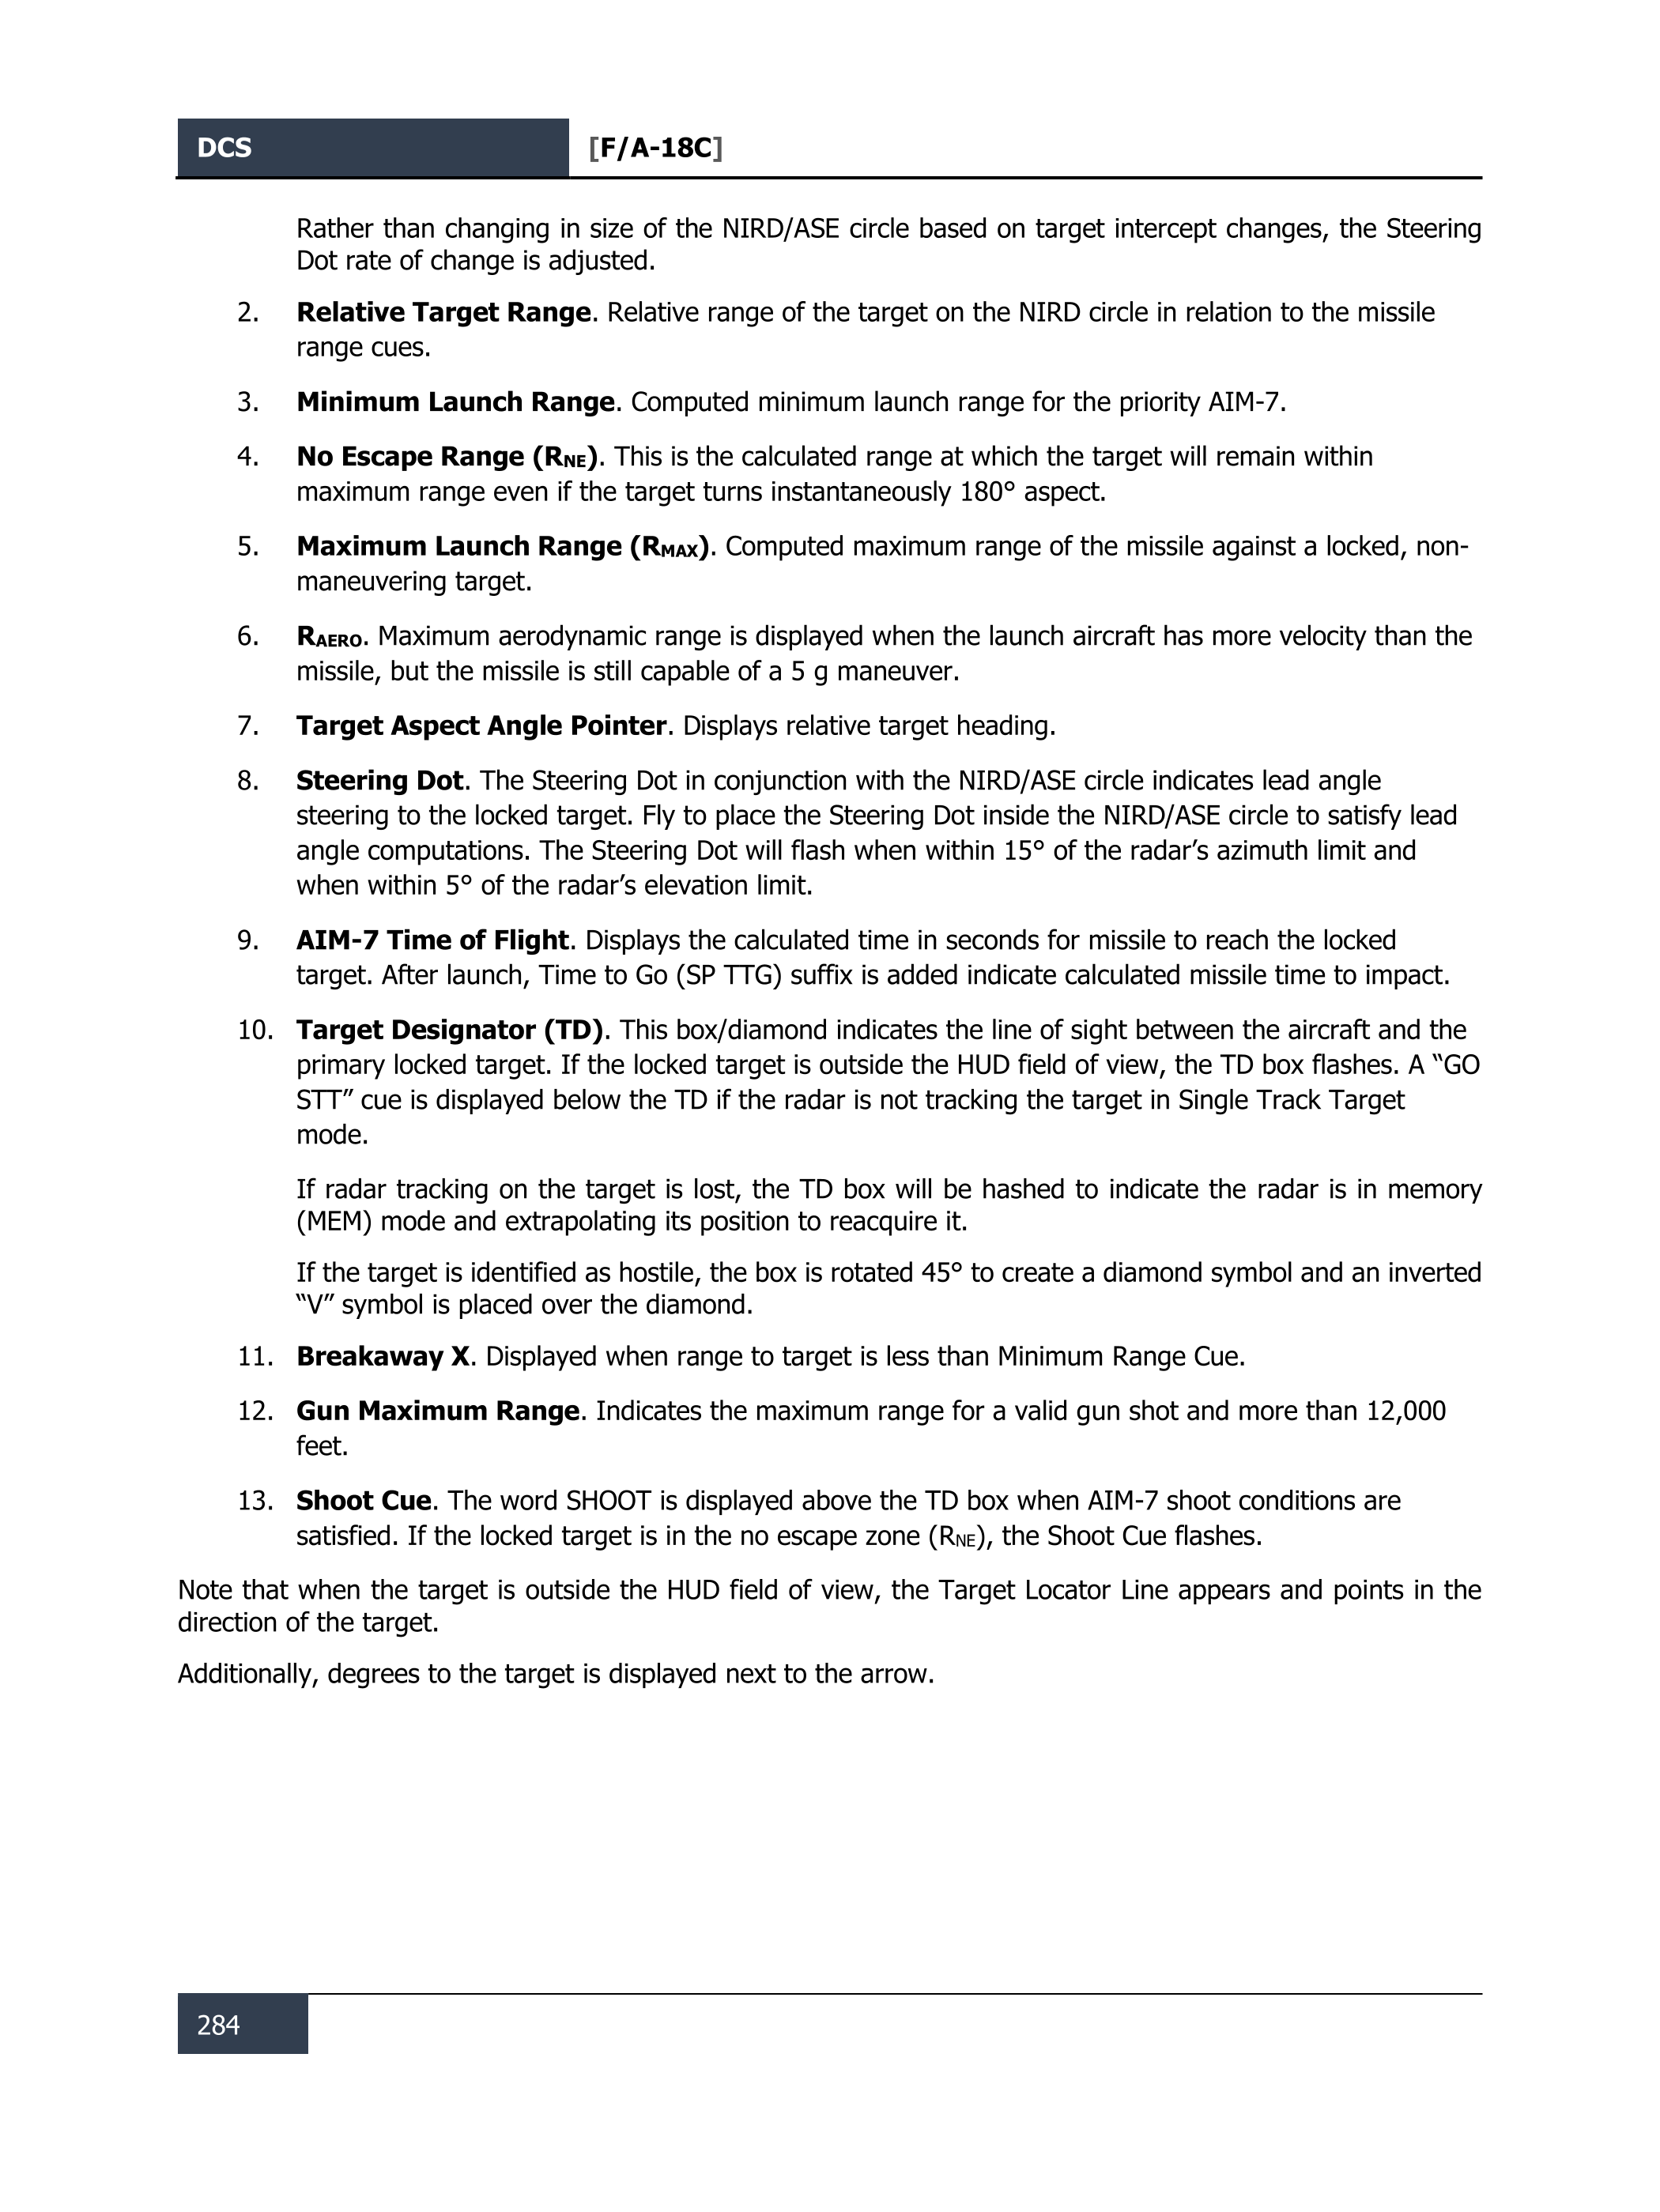 DCS [F/A-18C]
Rather than changing in size of the NIRD/ASE circle based on target intercept changes, the Steering
Dot rate of change is adjusted.
2. Relative Target Range. Relative range of the target on the NIRD circle in relation to the missile
range cues.
3. Minimum Launch Range. Computed minimum launch range for the priority AIM-7.
4. No Escape Range (RNE). This is the calculated range at which the target will remain within
maximum range even if the target turns instantaneously 180° aspect.
5. Maximum Launch Range (RMAX). Computed maximum range of the missile against a locked, non-
maneuvering target.
6. RAERO. Maximum aerodynamic range is displayed when the launch aircraft has more velocity than the
missile, but the missile is still capable of a 5 g maneuver.
7. Target Aspect Angle Pointer. Displays relative target heading.
8. Steering Dot. The Steering Dot in conjunction with the NIRD/ASE circle indicates lead angle
steering to the locked target. Fly to place the Steering Dot inside the NIRD/ASE circle to satisfy lead
angle computations. The Steering Dot will flash when within 15° of the radar’s azimuth limit and
when within 5° of the radar’s elevation limit.
9. AIM-7 Time of Flight. Displays the calculated time in seconds for missile to reach the locked
target. After launch, Time to Go (SP TTG) suffix is added indicate calculated missile time to impact.
10. Target Designator (TD). This box/diamond indicates the line of sight between the aircraft and the
primary locked target. If the locked target is outside the HUD field of view, the TD box flashes. A “GO
STT” cue is displayed below the TD if the radar is not tracking the target in Single Track Target
mode.
If radar tracking on the target is lost, the TD box will be hashed to indicate the radar is in memory
(MEM) mode and extrapolating its position to reacquire it.
If the target is identified as hostile, the box is rotated 45° to create a diamond symbol and an inverted
“V” symbol is placed over the diamond.
11. Breakaway X. Displayed when range to target is less than Minimum Range Cue.
12. Gun Maximum Range. Indicates the maximum range for a valid gun shot and more than 12,000
feet.
13. Shoot Cue. The word SHOOT is displayed above the TD box when AIM-7 shoot conditions are
satisfied. If the locked target is in the no escape zone (RNE), the Shoot Cue flashes.
Note that when the target is outside the HUD field of view, the Target Locator Line appears and points in the
direction of the target.
Additionally, degrees to the target is displayed next to the arrow.
284